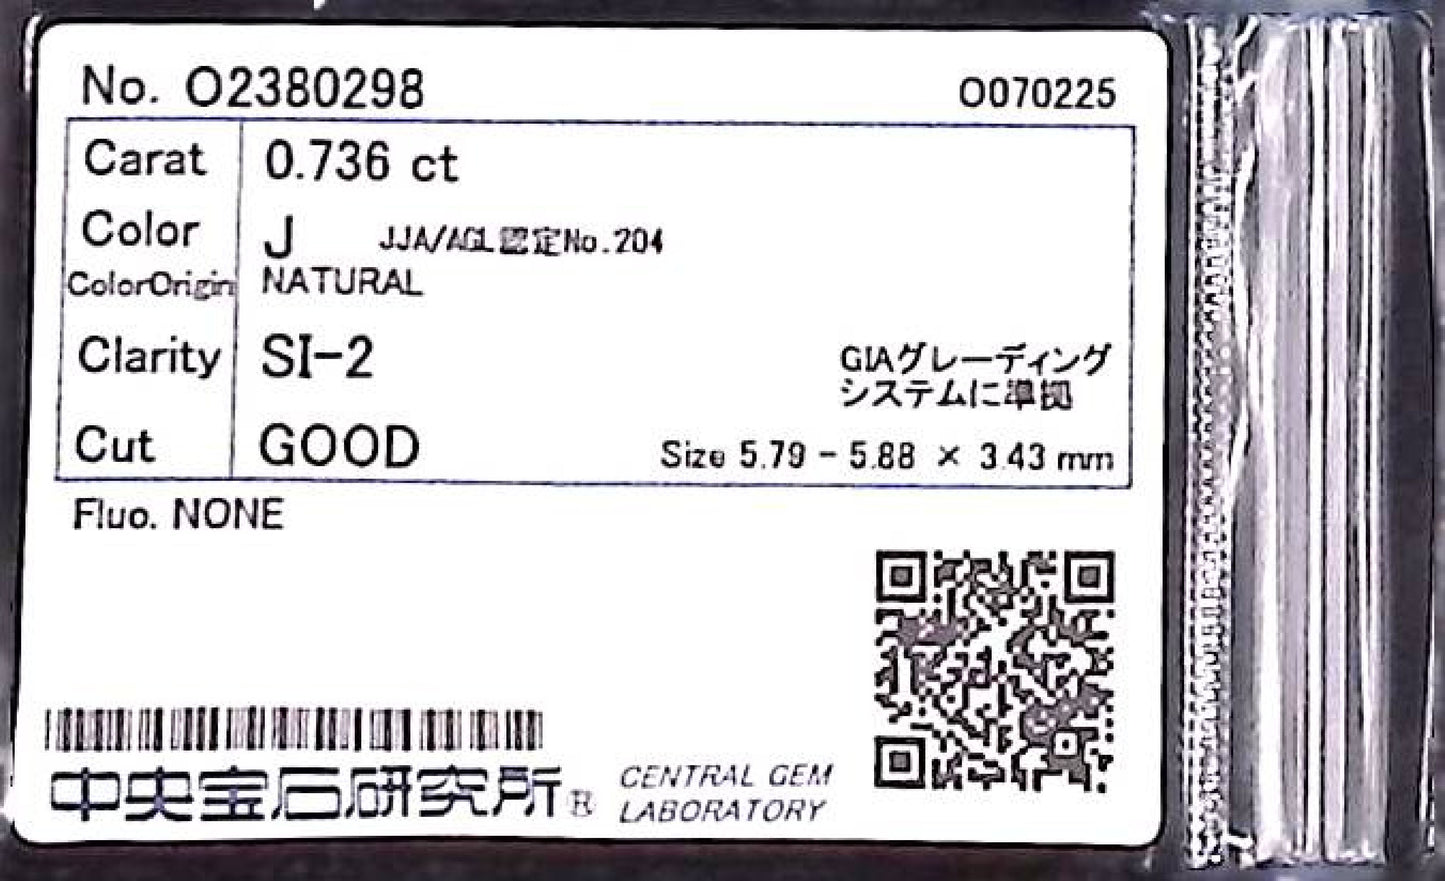 No. O2380298
O070225
Carat 0.736 ct
Color J JJA/AGL認定No.204
ColorOrigin NATURAL
Clarity SI-2
GIAグレーディング
システムに準拠
Cut GOOD
Size 5.79 - 5.88 × 3.43 mm
Fluo. NONE
中央宝石研究所®
CENTRAL GEM
LABORATORY